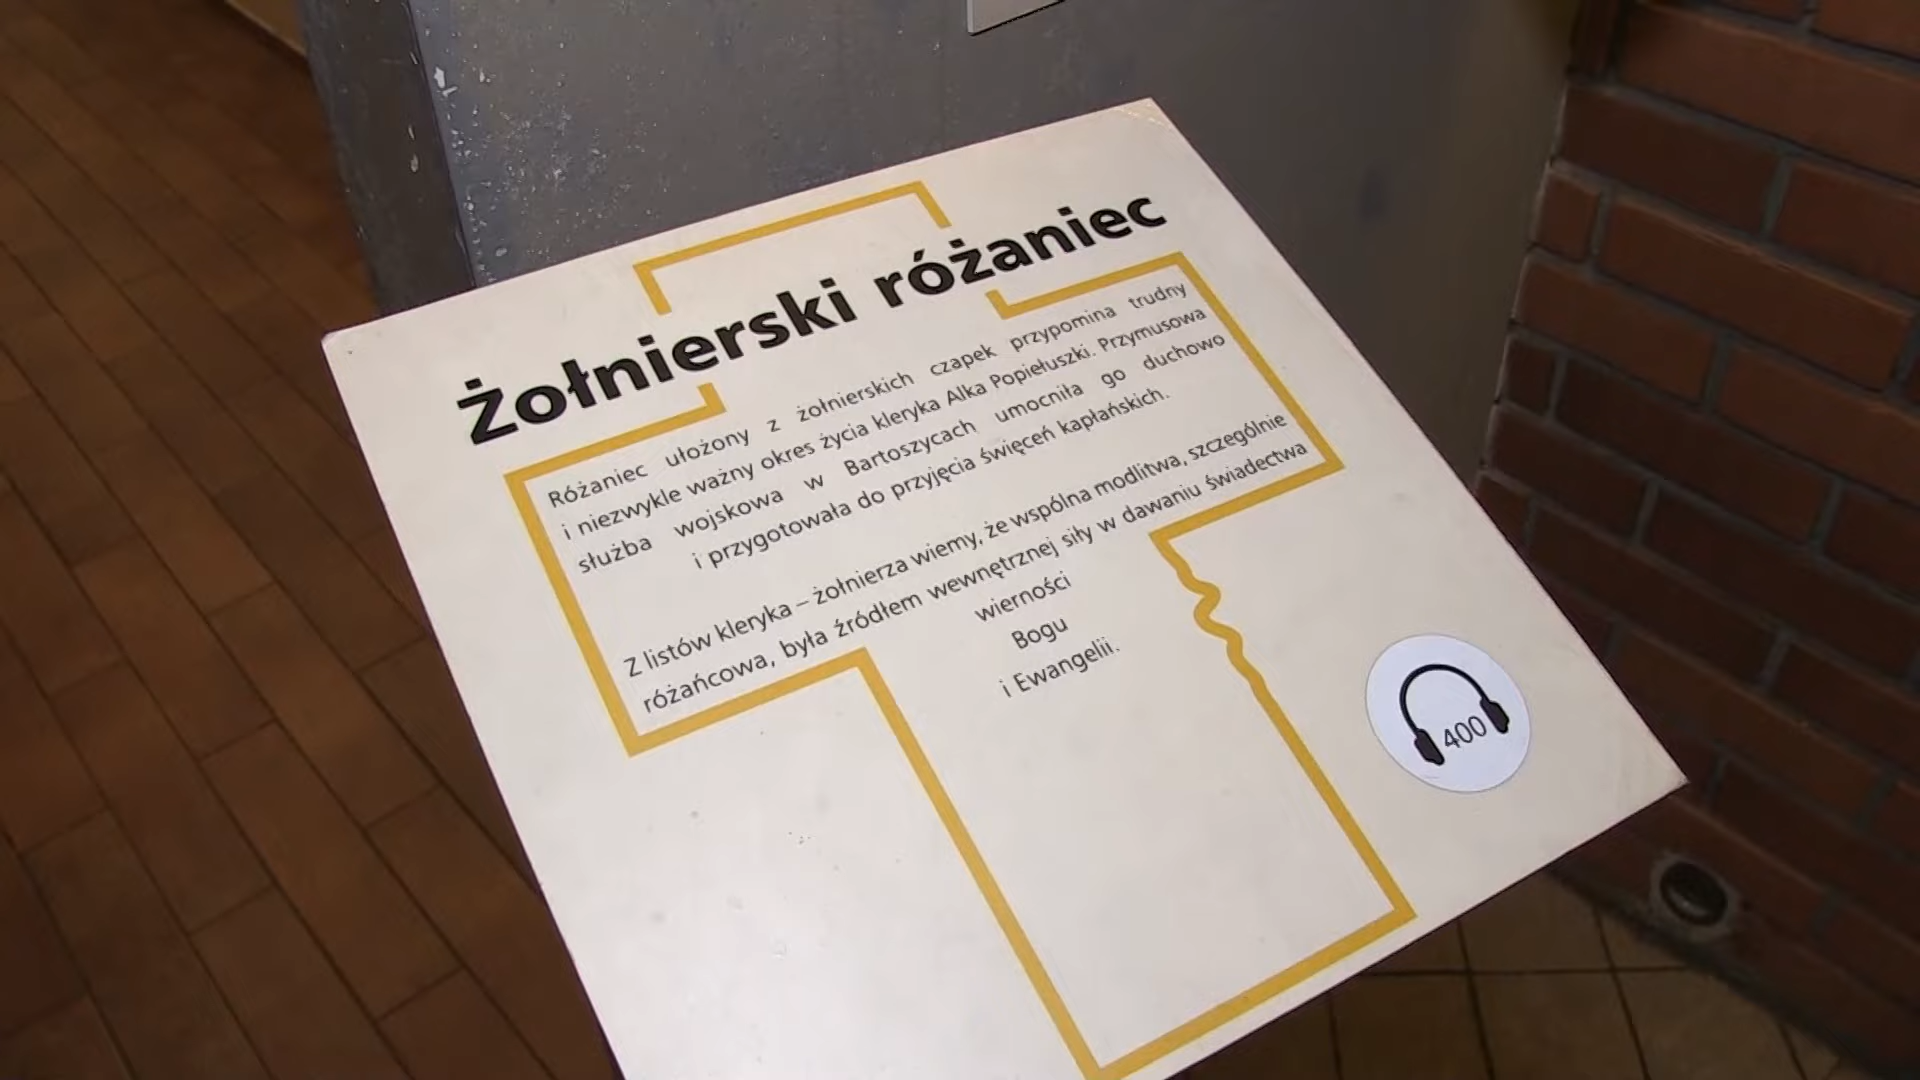 Żołnierski różaniec
Różaniec ułożony z żołnierskich czapek przypomina trudny
i niezwykle ważny okres życia kleryka Alka Popiełuszki. Przymusowa
służba wojskowa w Bartoszycach umocniła go duchowo
i przygotowała do przyjęcia święceń kapłańskich.
Z listów kleryka – żołnierza wiemy, że wspólna modlitwa, szczególnie
różańcowa, była źródłem wewnętrznej siły w dawaniu świadectwa
wierności
Bogu
i Ewangelii.
400